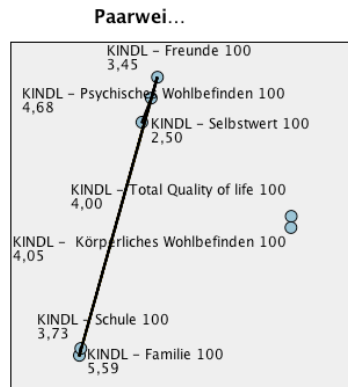 Paarwei...
KINDL – Freunde 100
3,45
KINDL – Psychisches Wohlbefinden 100
4,68
KINDL – Selbstwert 100
2,50
KINDL – Total Quality of life 100
4,00
KINDL –  Körperliches Wohlbefinden 100
4,05
KINDL – Schule 100
3,73
KINDL – Familie 100
5,59